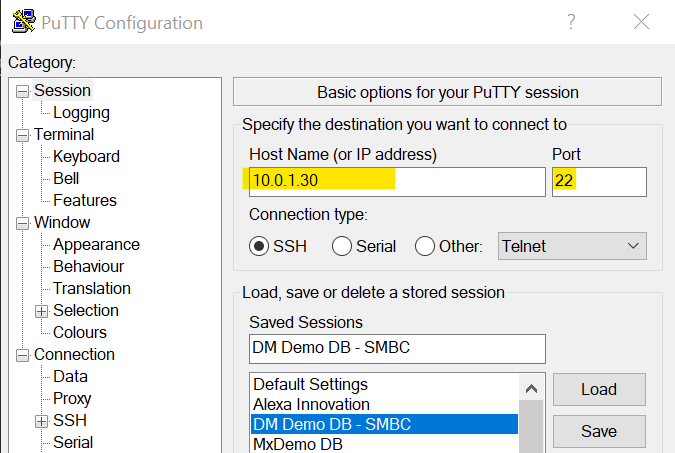 PuTTY Configuration
?
Category:
Session
Logging
Terminal
Keyboard
Bell
Features
Window
Appearance
Behaviour
Translation
Selection
Colours
Connection
Data
Proxy
SSH
Serial
Basic options for your PuTTY session
Specify the destination you want to connect to
Host Name (or IP address) Port
10.0.1.30 22
Connection type:
SSH Serial Other: Telnet
Load, save or delete a stored session
Saved Sessions
DM Demo DB - SMBC
Default Settings
Alexa Innovation
DM Demo DB - SMBC
MxDemo DB
Load
Save